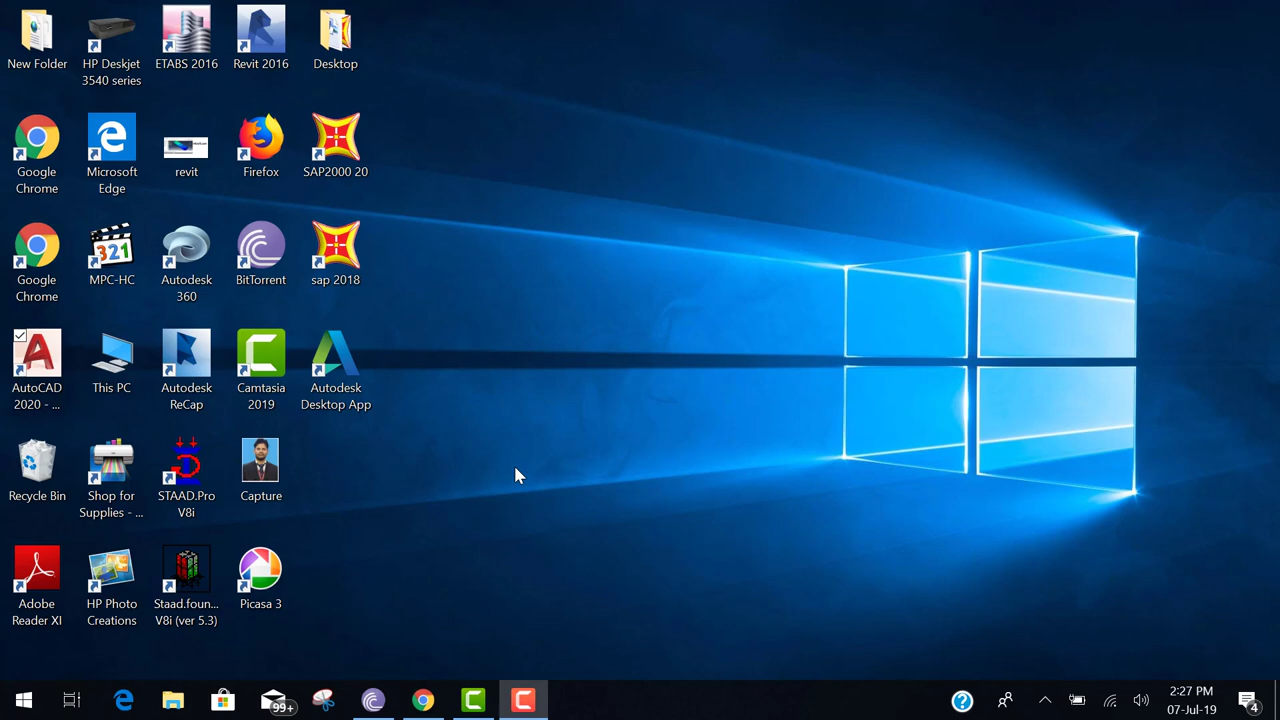 New Folder
HP Deskjet
3540 series
ETABS 2016
Revit 2016
Desktop
Google
Chrome
Microsoft
Edge
revit
Firefox
SAP2000 20
Google
Chrome
321
MPC-HC
Autodesk
360
BitTorrent
sap 2018
AutoCAD
2020 - ...
This PC
Autodesk
ReCap
Camtasia
2019
Autodesk
Desktop App
Recycle Bin
Shop for
Supplies - ...
STAAD.Pro
V8i
Capture
Adobe
Reader XI
HP Photo
Creations
Staad.foun...
V8i (ver 5.3)
Picasa 3
99+
2:27 PM
07-Jul-19
4